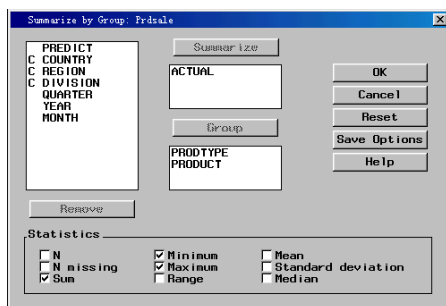 Summarize by Group: Prdsale
PREDICT
C COUNTRY
C REGION
C DIVISION
QUARTER
YEAR
MONTH
Remove
Summarize
ACTUAL
Group
PRODTYPE
PRODUCT
OK
Cancel
Reset
Save Options
Help
Statistics
N
N missing
Sum
Minimum
Maximum
Range
Mean
Standard deviation
Median